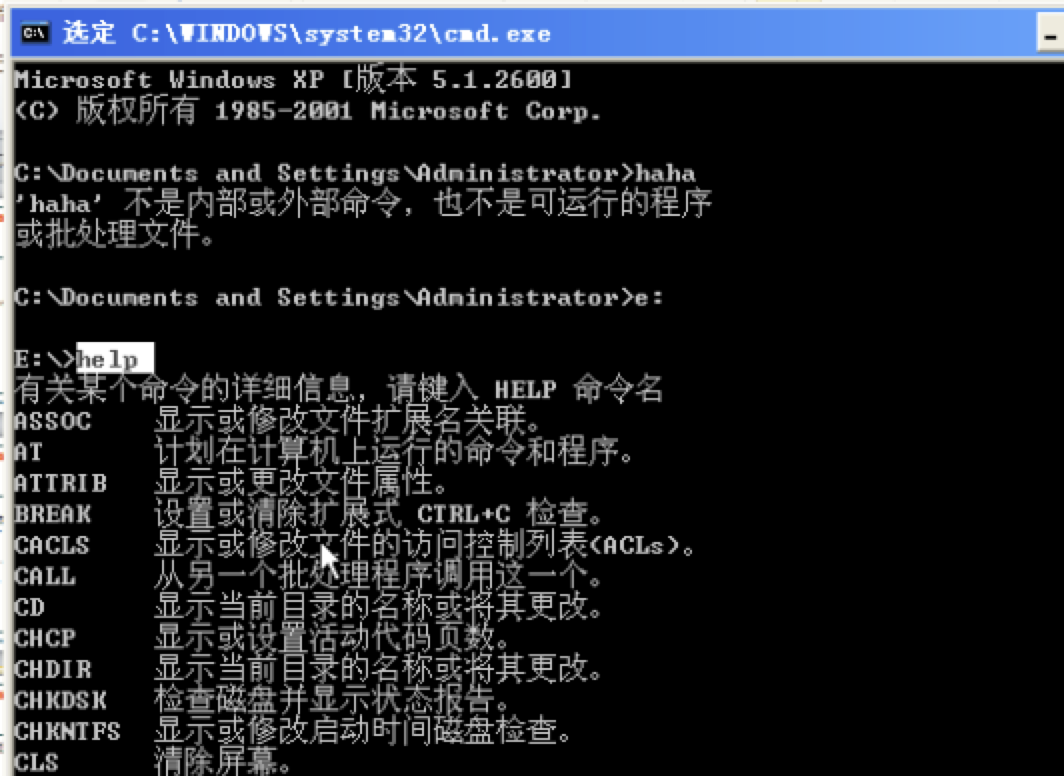 选定 C:\WINDOWS\system32\cmd.exe
Microsoft Windows XP [版本 5.1.2600]
(C) 版权所有 1985-2001 Microsoft Corp.
C:\Documents and Settings\Administrator>haha
'haha' 不是内部或外部命令，也不是可运行的程序
或批处理文件。
C:\Documents and Settings\Administrator>e:
E:\>help
有关某个命令的详细信息，请键入 HELP 命令名
ASSOC 显示或修改文件扩展名关联。
AT 计划在计算机上运行的命令和程序。
ATTRIB 显示或更改文件属性。
BREAK 设置或清除扩展式 CTRL+C 检查。
CACLS 显示或修改文件的访问控制列表(ACLs)。
CALL 从另一个批处理程序调用这一个。
CD 显示当前目录的名称或将其更改。
CHCP 显示或设置活动代码页数。
CHDIR 显示当前目录的名称或将其更改。
CHKDSK 检查磁盘并显示状态报告。
CHKNTFS 显示或修改启动时间磁盘检查。
CLS 清除屏幕。